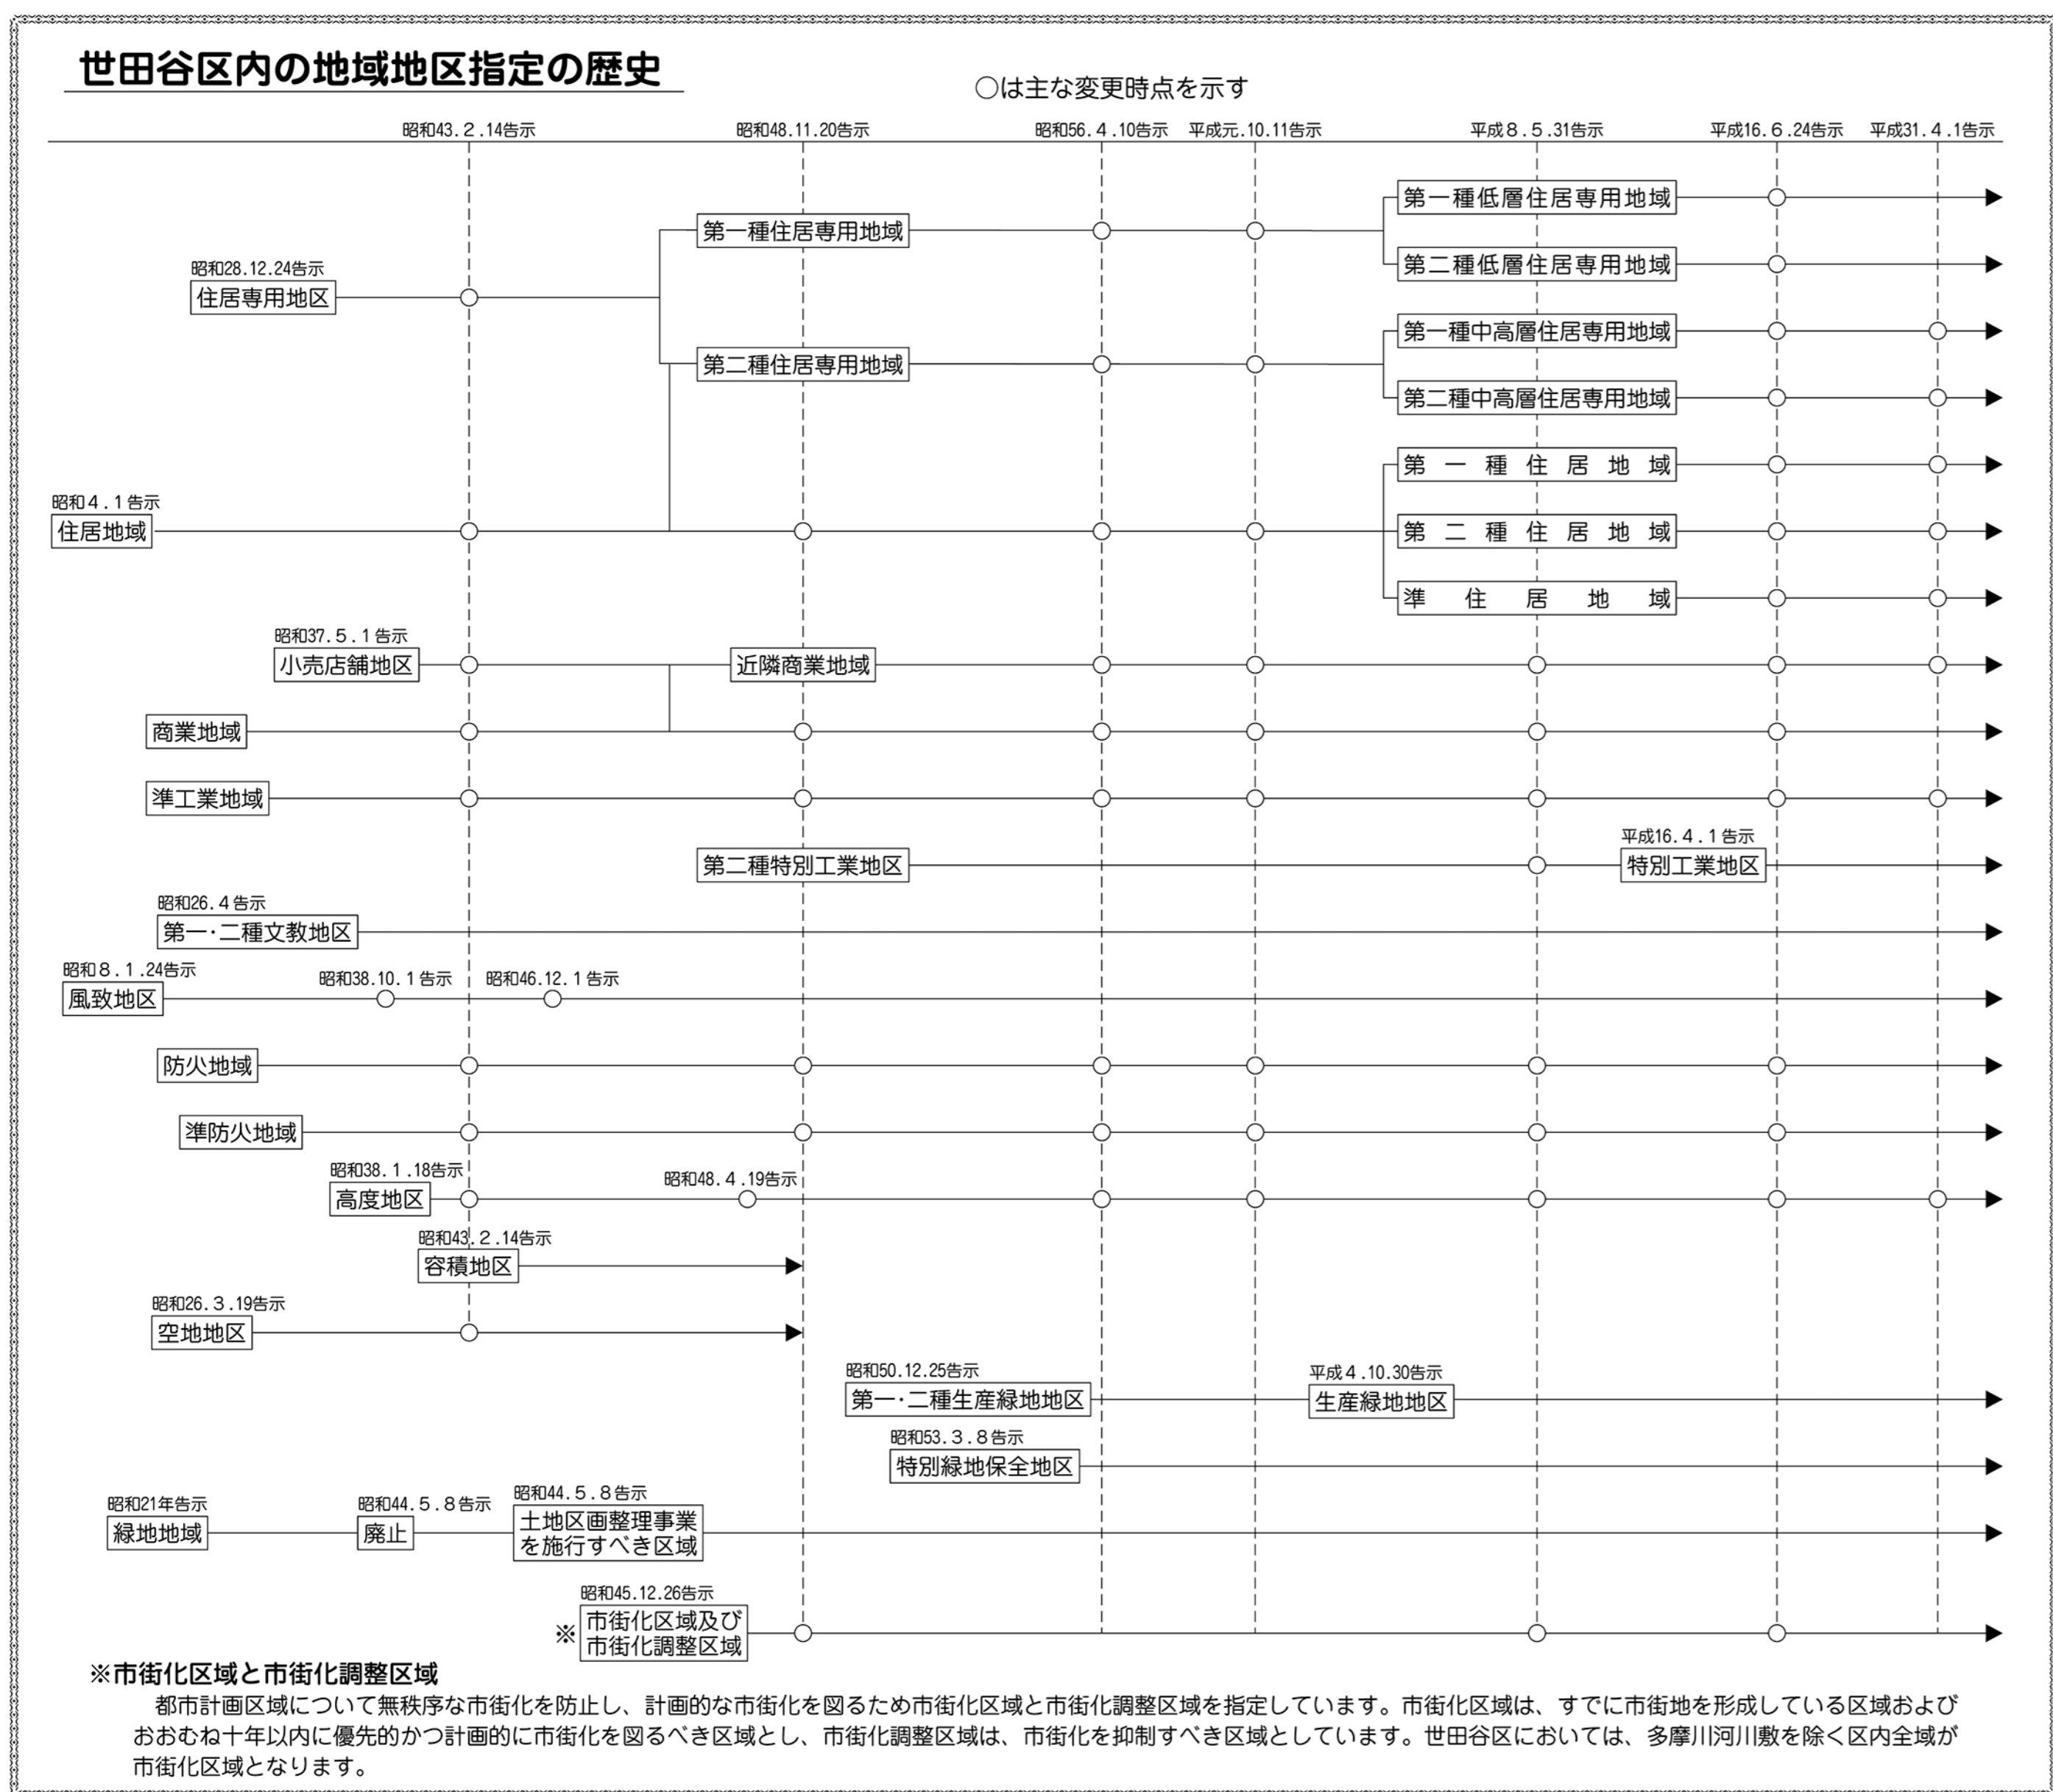 世田谷区内の地域地区指定の歴史
○は主な変更時点を示す
昭和43.2.14告示
昭和48.11.20告示
昭和56.4.10告示
平成元.10.11告示
平成8.5.31告示
平成16.6.24告示
平成31.4.1告示
第一種低層住居専用地域
第一種住居専用地域
第二種低層住居専用地域
昭和28.12.24告示
住居専用地区
第一種中高層住居専用地域
第二種住居専用地域
第二種中高層住居専用地域
第一種住居地域
昭和4.1告示
住居地域
第二種住居地域
準住居地域
昭和37.5.1告示
小売店舗地区
近隣商業地域
商業地域
準工業地域
平成16.4.1告示
第二種特別工業地区
特別工業地区
昭和26.4告示
第一・二種文教地区
昭和8.1.24告示
昭和38.10.1告示
昭和46.12.1告示
風致地区
防火地域
準防火地域
昭和38.1.18告示
昭和48.4.19告示
高度地区
昭和43.2.14告示
容積地区
昭和26.3.19告示
空地地区
昭和50.12.25告示
平成4.10.30告示
第一・二種生産緑地地区
生産緑地地区
昭和53.3.8告示
特別緑地保全地区
昭和21年告示
昭和44.5.8告示
昭和44.5.8告示
緑地地域
廃止
土地区画整理事業
を施行すべき区域
昭和45.12.26告示
※
市街化区域及び
市街化調整区域
※市街化区域と市街化調整区域
都市計画区域について無秩序な市街化を防止し、計画的な市街化を図るため市街化区域と市街化調整区域を指定しています。市街化区域は、すでに市街地を形成している区域および
おおむね十年以内に優先的かつ計画的に市街化を図るべき区域とし、市街化調整区域は、市街化を抑制すべき区域としています。世田谷区においては、多摩川河川敷を除く区内全域が
市街化区域となります。